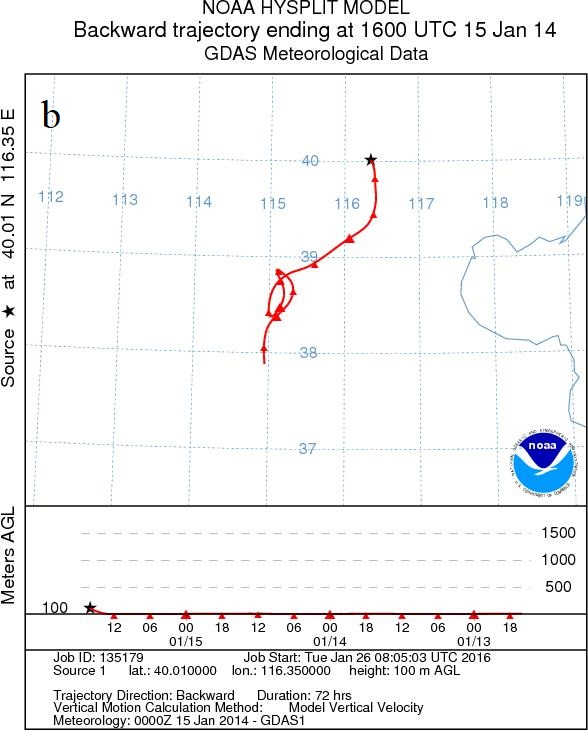 NOAA HYSPLIT MODEL
Backward trajectory ending at 1600 UTC 15 Jan 14
GDAS Meteorological Data
Source ★ at 40.01 N 116.35 E
b
40
112 113 114 115 116 117 118 119
39
38
37
noaa
Meters AGL
1500
1000
500
100
12 06 00 18 12 06 00 18 12 06 00 18
01/15 01/14 01/13
Job ID: 135179 Job Start: Tue Jan 26 08:05:03 UTC 2016
Source 1 lat.: 40.010000 lon.: 116.350000 height: 100 m AGL
Trajectory Direction: Backward Duration: 72 hrs
Vertical Motion Calculation Method: Model Vertical Velocity
Meteorology: 0000Z 15 Jan 2014 - GDAS1